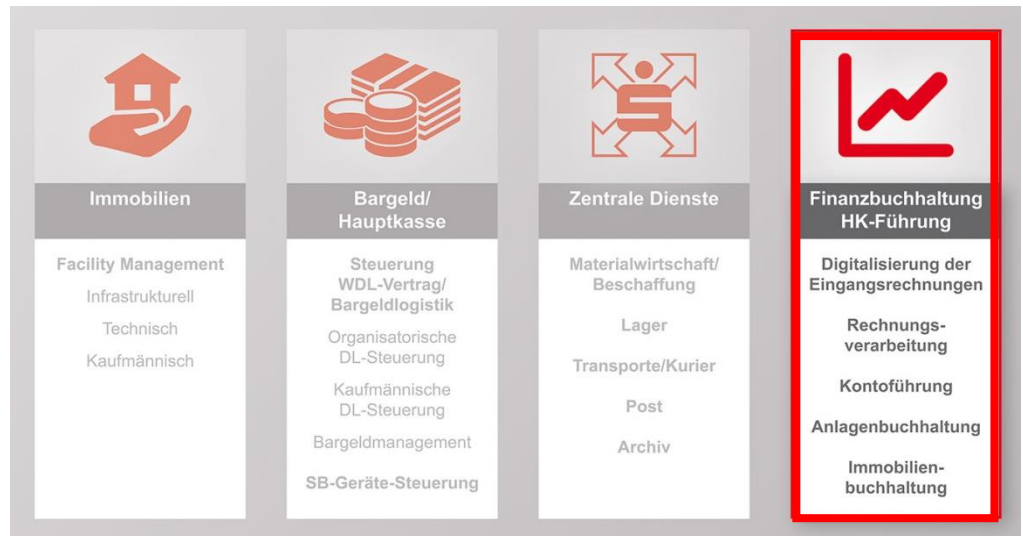 Immobilien
Facility Management
Infrastrukturell
Technisch
Kaufmännisch
Bargeld/
Hauptkasse
Steuerung
WDL-Vertrag/
Bargeldlogistik
Organisatorische
DL-Steuerung
Kaufmännische
DL-Steuerung
Bargeldmanagement
SB-Geräte-Steuerung
Zentrale Dienste
Materialwirtschaft/
Beschaffung
Lager
Transporte/Kurier
Post
Archiv
Finanzbuchhaltung
HK-Führung
Digitalisierung der
Eingangsrechnungen
Rechnungs-
verarbeitung
Kontoführung
Anlagenbuchhaltung
Immobilien-
buchhaltung